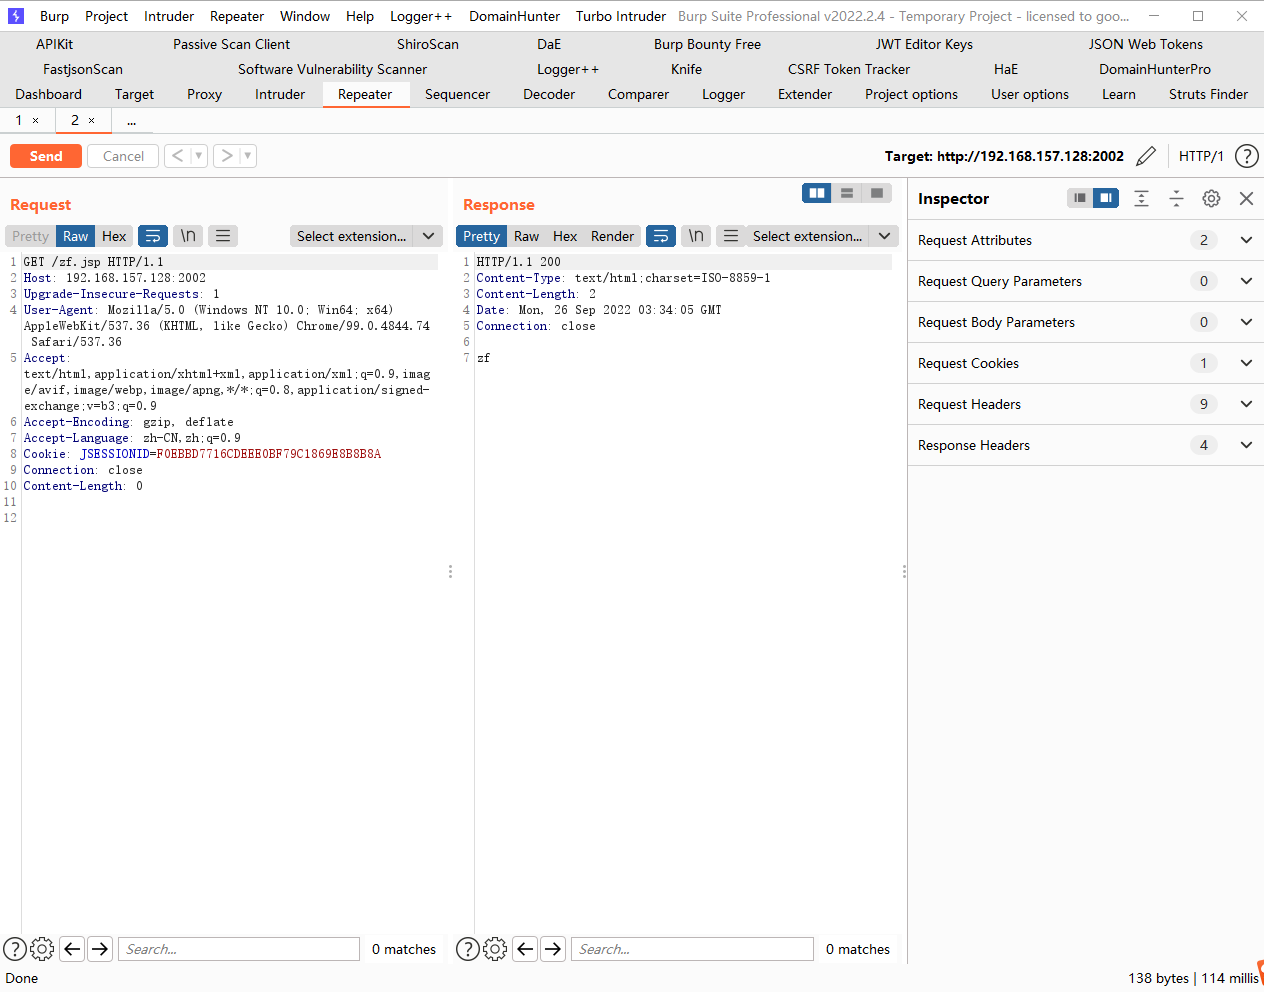 Burp Project Intruder Repeater Window Help Logger++ DomainHunter Turbo Intruder Burp Suite Professional v2022.2.4 - Temporary Project - licensed to goo...
APIKit Passive Scan Client ShiroScan DaE Burp Bounty Free JWT Editor Keys JSON Web Tokens
FastjsonScan Software Vulnerability Scanner Logger++ Knife CSRF Token Tracker HaE DomainHunterPro
Dashboard Target Proxy Intruder Repeater Sequencer Decoder Comparer Logger Extender Project options User options Learn Struts Finder
1 × 2 × ...
Send Cancel < > Target: http://192.168.157.128:2002 HTTP/1 ?
Request
Pretty Raw Hex \n Select extension...
1 GET /zf.jsp HTTP/1.1
2 Host: 192.168.157.128:2002
3 Upgrade-Insecure-Requests: 1
4 User-Agent: Mozilla/5.0 (Windows NT 10.0; Win64; x64)
AppleWebKit/537.36 (KHTML, like Gecko) Chrome/99.0.4844.74
Safari/537.36
5 Accept:
text/html,application/xhtml+xml,application/xml;q=0.9,imag
e/avif,image/webp,image/apng,*/*;q=0.8,application/signed-
exchange;v=b3;q=0.9
6 Accept-Encoding: gzip, deflate
7 Accept-Language: zh-CN,zh;q=0.9
8 Cookie: JSESSIONID=F0EBBD7716CDEEE0BF79C1869E8B8B8A
9 Connection: close
10 Content-Length: 0
11
12
? Search... 0 matches
Response
Pretty Raw Hex Render \n Select extension...
1 HTTP/1.1 200
2 Content-Type: text/html;charset=ISO-8859-1
3 Content-Length: 2
4 Date: Mon, 26 Sep 2022 03:34:05 GMT
5 Connection: close
6
7 zf
? Search... 0 matches
Inspector
Request Attributes 2
Request Query Parameters 0
Request Body Parameters 0
Request Cookies 1
Request Headers 9
Response Headers 4
Done 138 bytes | 114 millis